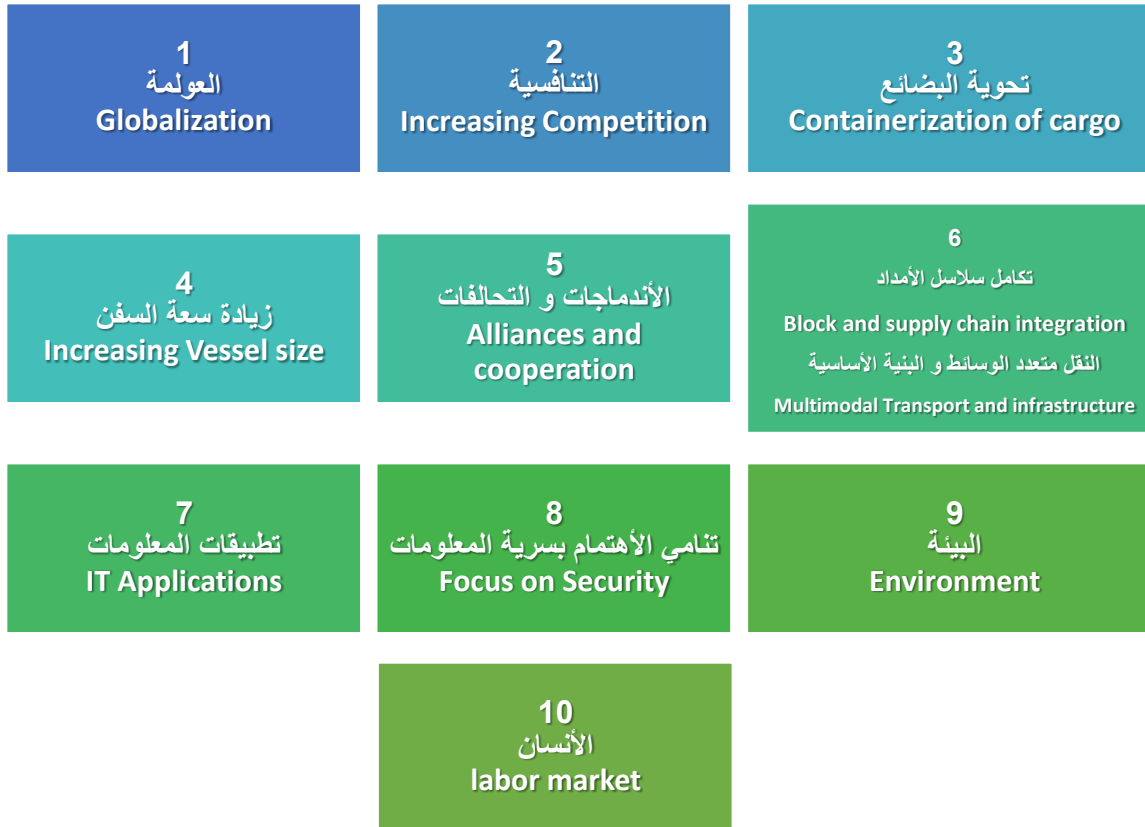 1
العولمة
Globalization
2
التنافسية
Increasing Competition
3
تحوية البضائع
Containerization of cargo
4
زيادة سعة السفن
Increasing Vessel size
5
الأندماجات و التحالفات
Alliances and
cooperation
6
تكامل سلاسل الأمداد
Block and supply chain integration
النقل متعدد الوسائط و البنية الأساسية
Multimodal Transport and infrastructure
7
تطبيقات المعلومات
IT Applications
8
تنامي الأهتمام بسرية المعلومات
Focus on Security
9
البيئة
Environment
10
الأنسان
labor market